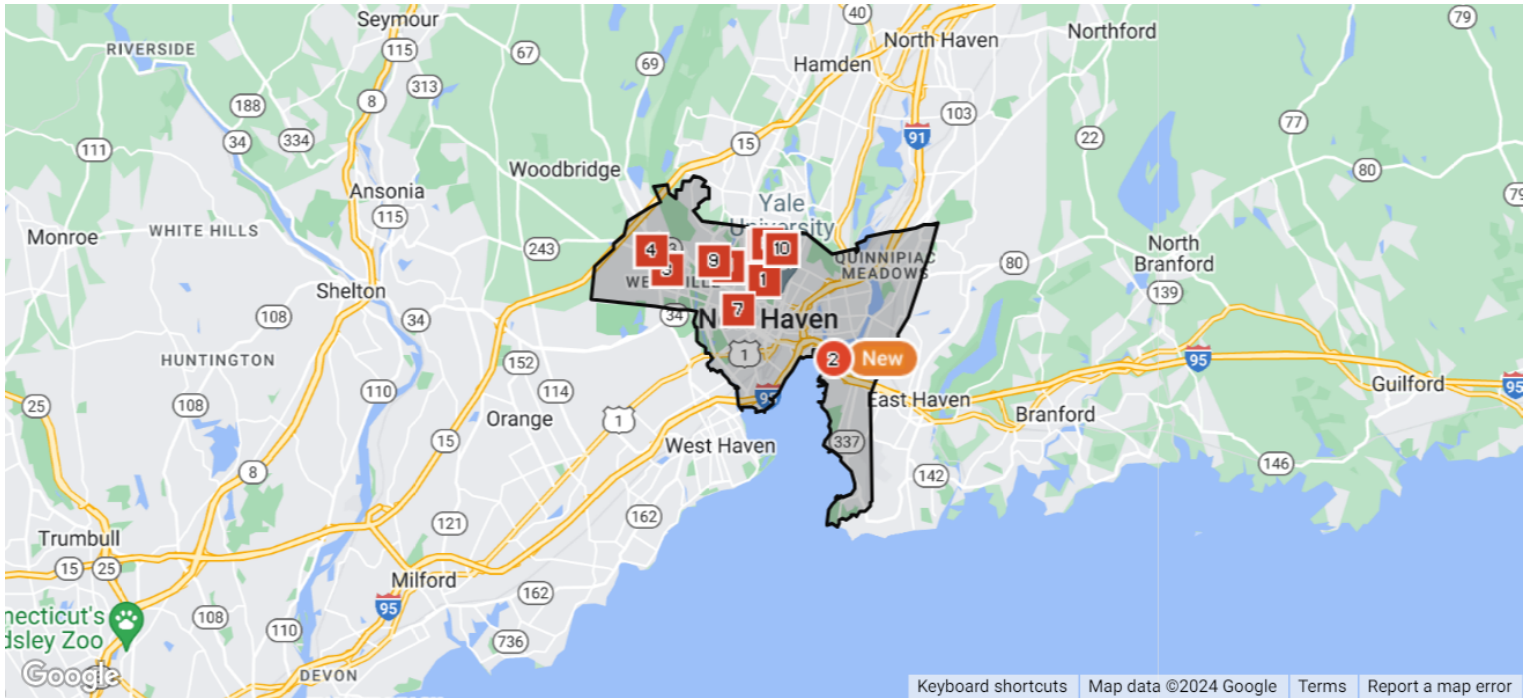 Seymour
40
79
RIVERSIDE
115
67
North Haven
Northford
69
Hamden
313
8
188
103
77
334
91
22
34
15
111
Woodbridge
80
79
Ansonia
115
Yale
University
Monroe
WHITE HILLS
243
4
10
North
Branford
9
QUINNIPIAC
MEADOWS
80
1
Shelton
139
108
34
34
7
Haven
HUNTINGTON
152
1
2
New
95
110
114
Guilford
95
25
108
Orange
1
East Haven
Branford
15
West Haven
337
8
142
146
162
121
Trumbull
15
25
Milford
162
95
108
110
necticut's
dsley Zoo
736
DEVON
Google
Keyboard shortcuts
Map data ©2024 Google
Terms
Report a map error